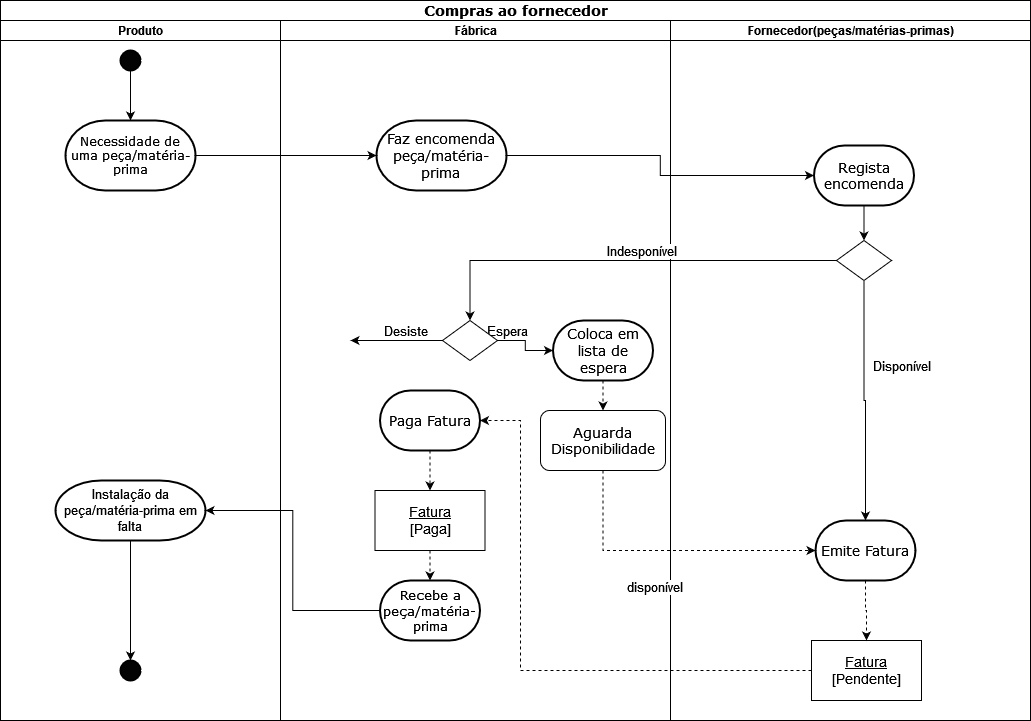 Compras ao fornecedor
Produto
Fábrica
Fornecedor(peças/matérias-primas)
Necessidade de
uma peça/matéria-
prima
Faz encomenda
peça/matéria-
prima
Regista
encomenda
Indesponível
Desiste
Espera
Coloca em
lista de
espera
Disponível
Paga Fatura
Aguarda
Disponibilidade
Instalação da
peça/matéria-prima em
falta
Fatura
[Paga]
Emite Fatura
disponível
Recebe a
peça/matéria-
prima
Fatura
[Pendente]